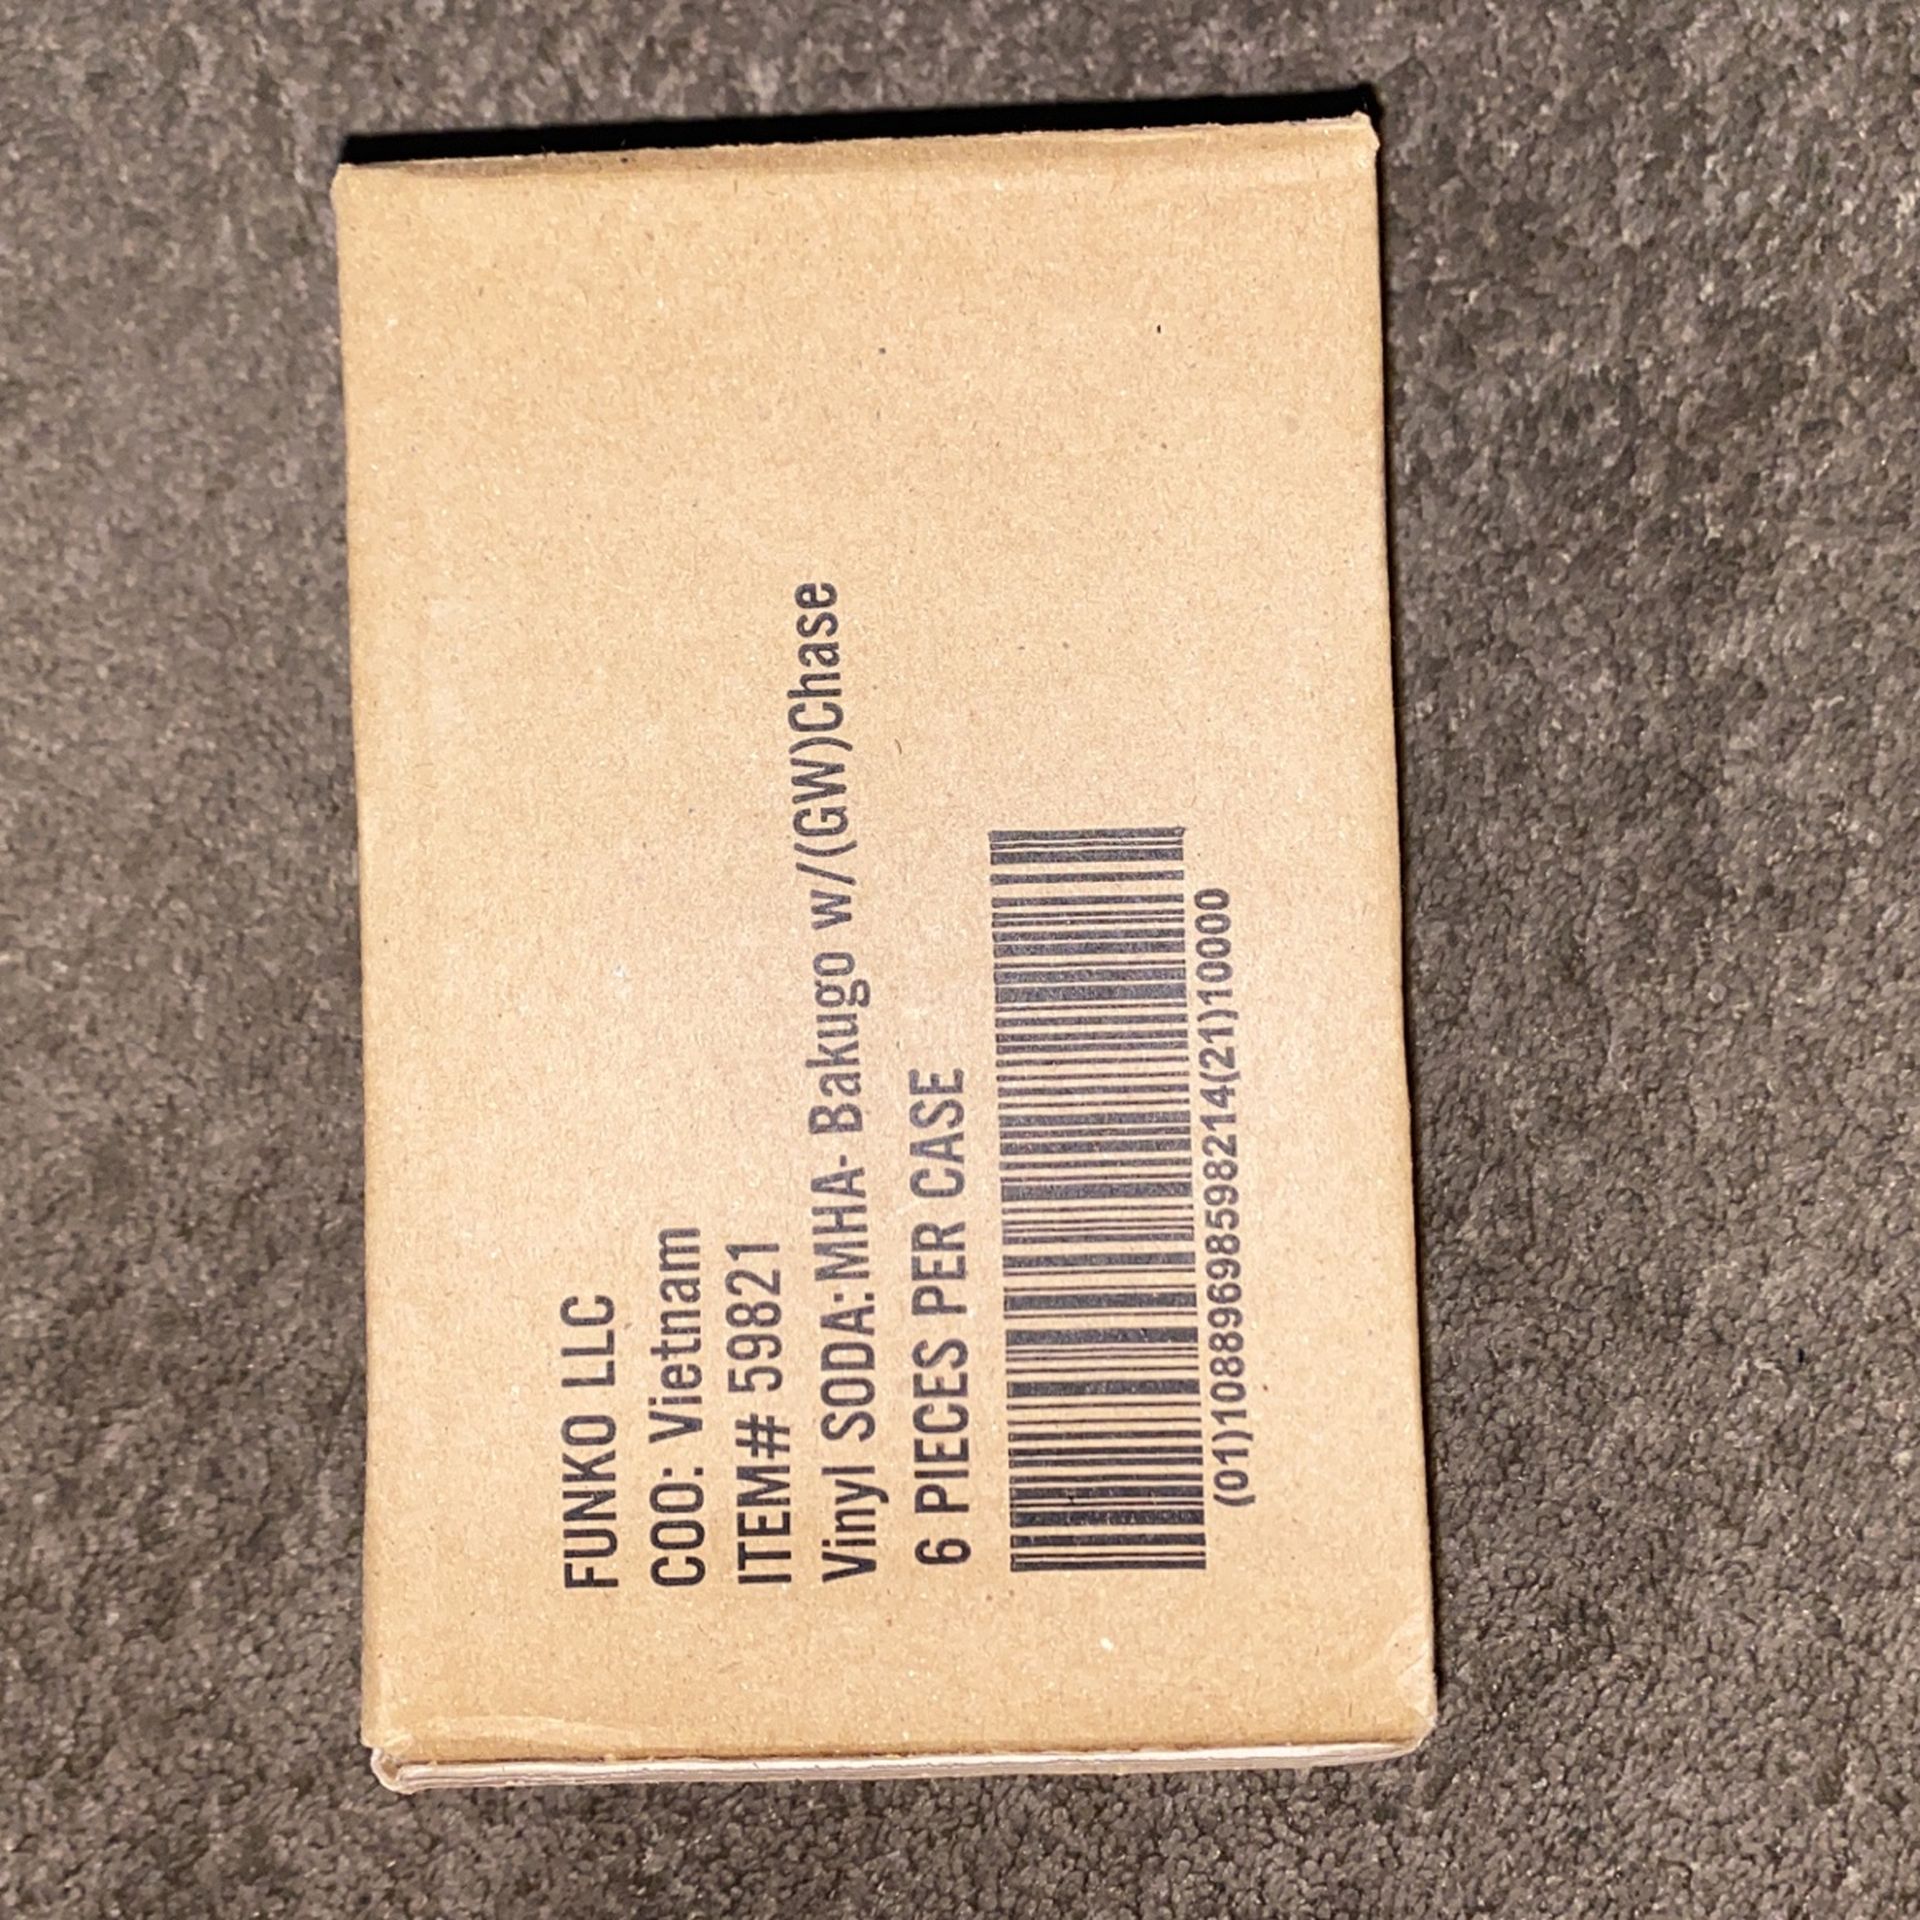 FUNKO LLC
COO: Vietnam
ITEM# 59821
Vinyl SODA:MHA- Bakugo w/(GW)Chase
6 PIECES PER CASE
(01)10889698598214(21)10000